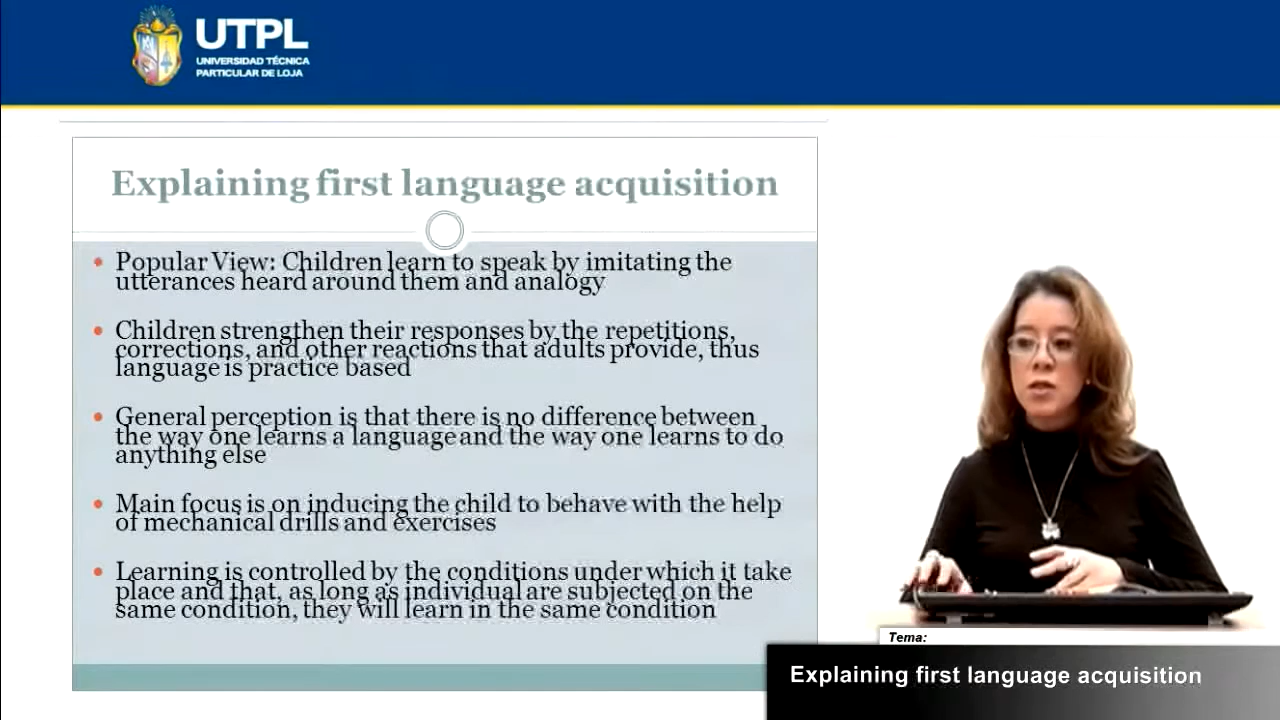 UTPL
UNIVERSIDAD TÉCNICA
PARTICULAR DE LOJA
Explaining first language acquisition
• Popular View: Children learn to speak by imitating the
utterances heard around them and analogy
• Children strengthen their responses by the repetitions,
corrections, and other reactions that adults provide, thus
language is practice based
• General perception is that there is no difference between
the way one learns a language and the way one learns to do
anything else
• Main focus is on inducing the child to behave with the help
of mechanical drills and exercises
• Learning is controlled by the conditions under which it take
place and that, as long as individual are subjected on the
same condition, they will learn in the same condition
Tema:
Explaining first language acquisition